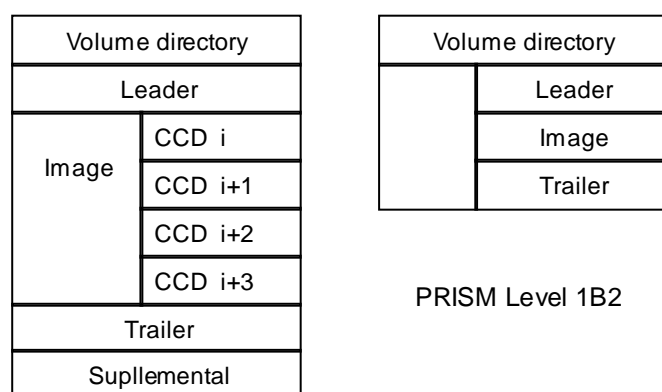 Volume directory
Leader
Image
CCD i
CCD i+1
CCD i+2
CCD i+3
Trailer
Supllemental
Volume directory
Leader
Image
Trailer
PRISM Level 1B2